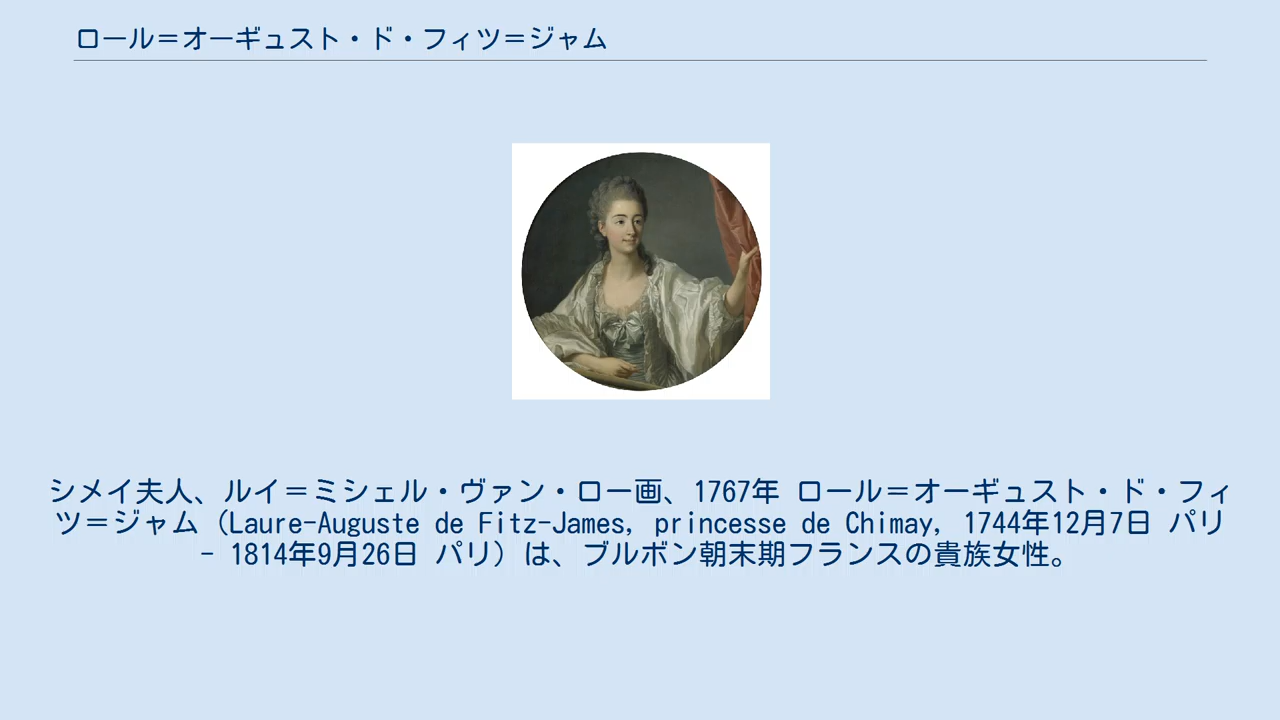 ロール＝オーギュスト・ド・フィツ＝ジャム
シメイ夫人、ルイ＝ミシェル・ヴァン・ロー画、1767年 ロール＝オーギュスト・ド・フィ
ツ＝ジャム（Laure-Auguste de Fitz-James, princesse de Chimay, 1744年12月7日 パリ
- 1814年9月26日 パリ）は、ブルボン朝末期フランスの貴族女性。